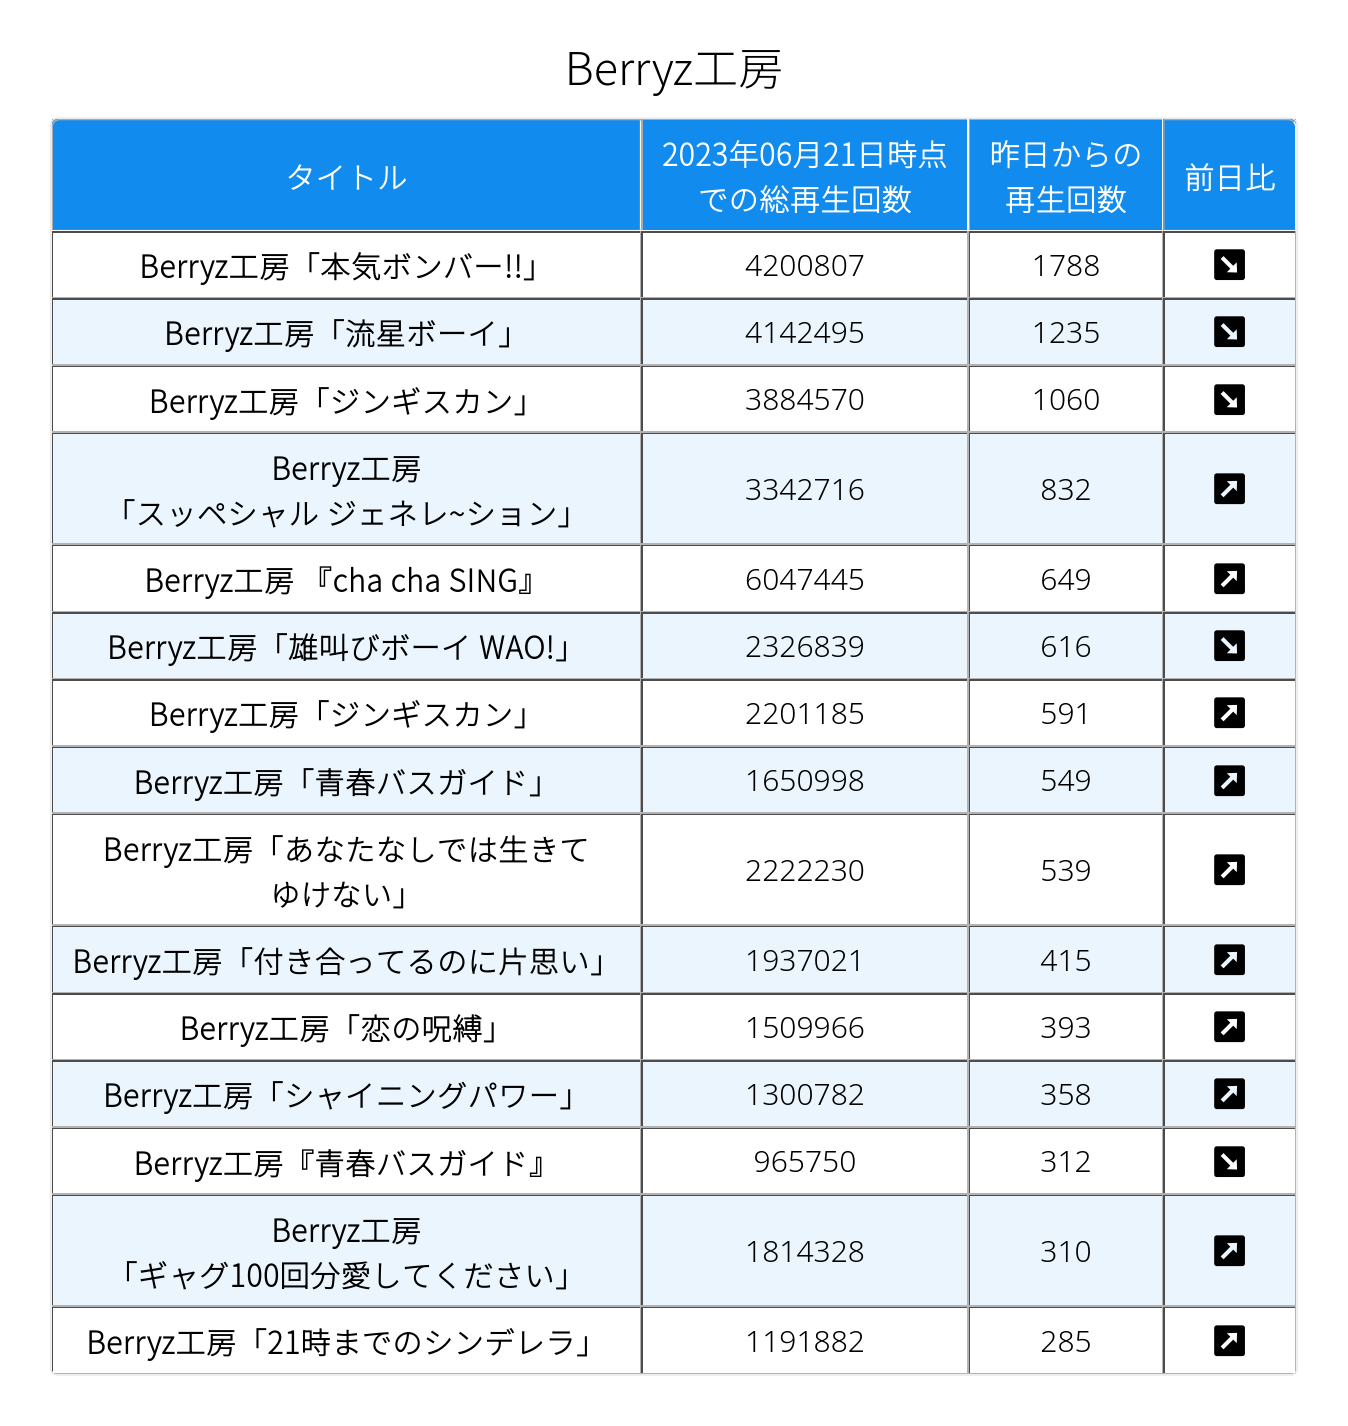 Berryz工房
タイトル
2023年06月21日時点
での総再生回数
昨日からの
再生回数
前日比
Berryz工房「本気ボンバー!!」
4200807
1788
Berryz工房「流星ボーイ」
4142495
1235
Berryz工房「ジンギスカン」
3884570
1060
Berryz工房
「スッペシャル ジェネレ~ション」
3342716
832
Berryz工房 『cha cha SING』
6047445
649
Berryz工房「雄叫びボーイ WAO!」
2326839
616
Berryz工房「ジンギスカン」
2201185
591
Berryz工房「青春バスガイド」
1650998
549
Berryz工房「あなたなしでは生きて
ゆけない」
2222230
539
Berryz工房「付き合ってるのに片思い」
1937021
415
Berryz工房「恋の呪縛」
1509966
393
Berryz工房「シャイニングパワー」
1300782
358
Berryz工房『青春バスガイド』
965750
312
Berryz工房
「ギャグ100回分愛してください」
1814328
310
Berryz工房「21時までのシンデレラ」
1191882
285